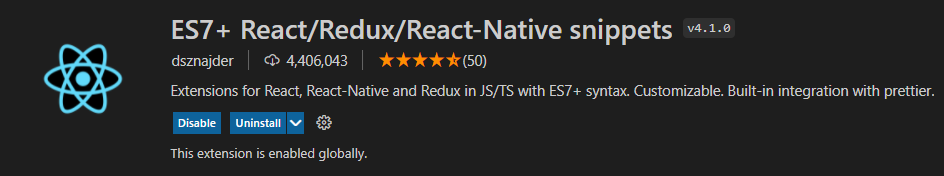 ES7+ React/Redux/React-Native snippets v4.1.0
dsznajder 4,406,043 (50)
Extensions for React, React-Native and Redux in JS/TS with ES7+ syntax. Customizable. Built-in integration with prettier.
Disable Uninstall
This extension is enabled globally.